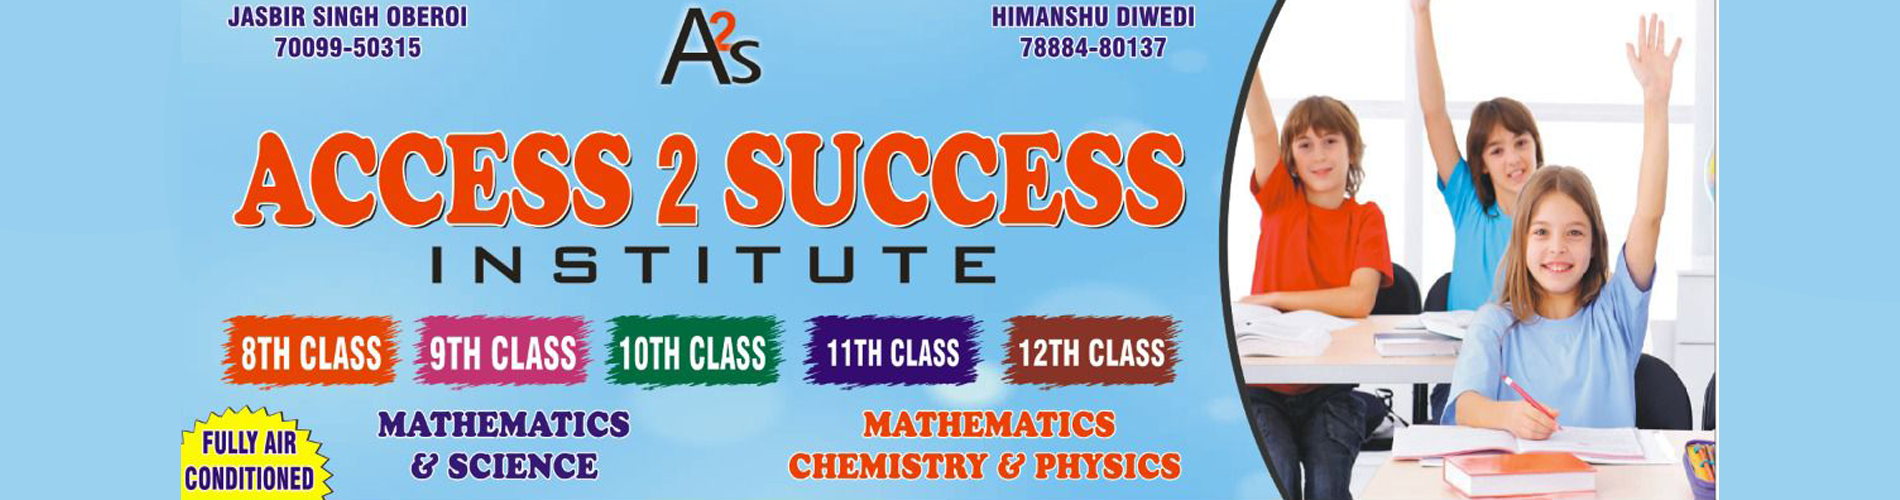 JASBIR SINGH OBEROI
70099-50315
A2S
HIMANSHU DIWEDI
78884-80137
ACCESS 2 SUCCESS
INSTITUTE
8TH CLASS
9TH CLASS
10TH CLASS
11TH CLASS
12TH CLASS
MATHEMATICS
& SCIENCE
MATHEMATICS
CHEMISTRY & PHYSICS
FULLY AIR
CONDITIONED